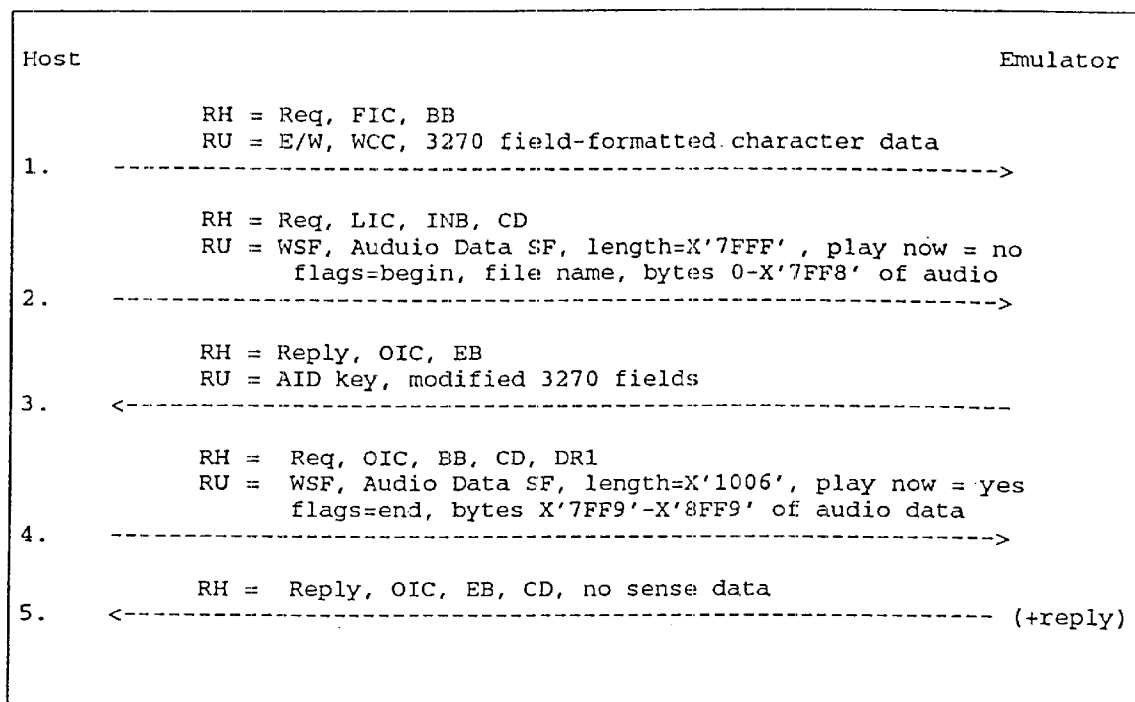 Host Emulator
RH = Req, FIC, BB
RU = E/W, WCC, 3270 field-formatted character data
1. ---------------------------------------------------------------->
RH = Req, LIC, INB, CD
RU = WSF, Auduio Data SF, length=X'7FFF' , play now = no
flags=begin, file name, bytes 0-X'7FF8' of audio
2. ---------------------------------------------------------------->
RH = Reply, OIC, EB
RU = AID key, modified 3270 fields
3. <----------------------------------------------------------------
RH = Req, OIC, BB, CD, DR1
RU = WSF, Audio Data SF, length=X'1006', play now = yes
flags=end, bytes X'7FF9'-X'8FF9' of audio data
4. ---------------------------------------------------------------->
RH = Reply, OIC, EB, CD, no sense data
5. <---------------------------------------------------------------- (+reply)